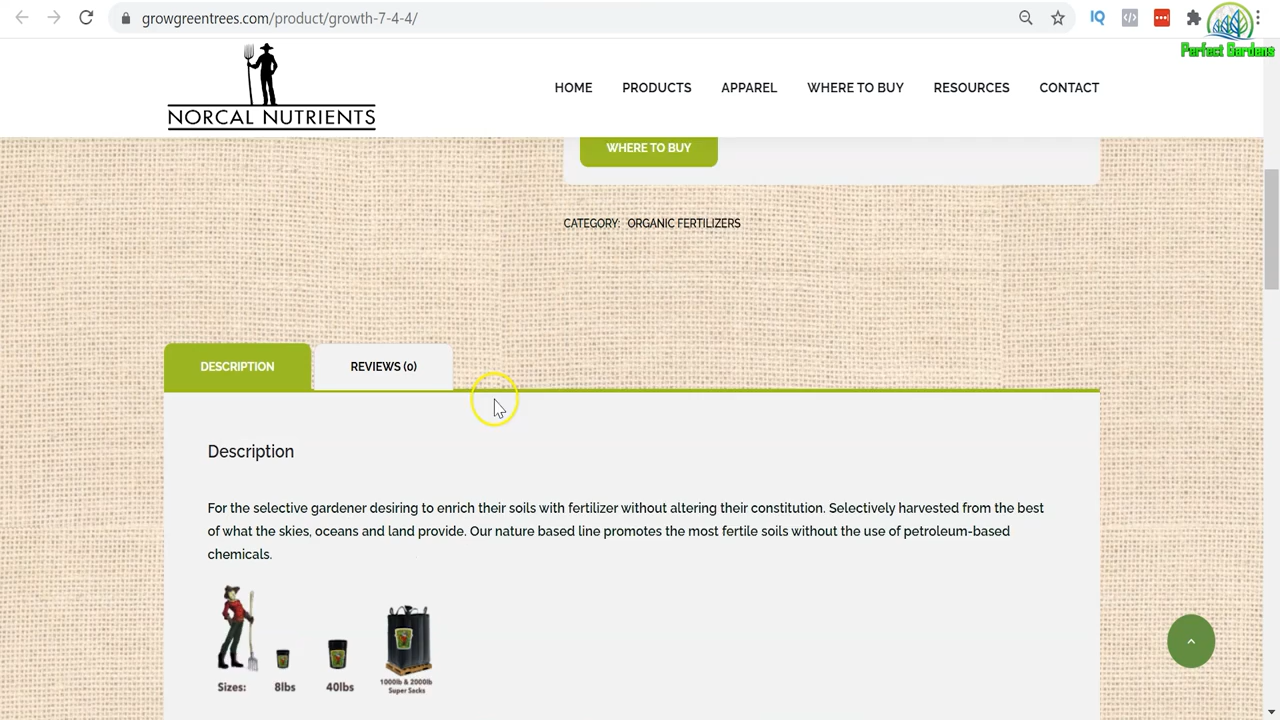 growgreentrees.com/product/growth-7-4-4/
IQ
Perfect Gardens
NORCAL NUTRIENTS
HOME
PRODUCTS
APPAREL
WHERE TO BUY
RESOURCES
CONTACT
WHERE TO BUY
CATEGORY: ORGANIC FERTILIZERS
DESCRIPTION
REVIEWS (0)
Description
For the selective gardener desiring to enrich their soils with fertilizer without altering their constitution. Selectively harvested from the best
of what the skies, oceans and land provide. Our nature based line promotes the most fertile soils without the use of petroleum-based
chemicals.
Sizes: 8lbs 40lbs 1000lb & 2000lb
Super Sacks